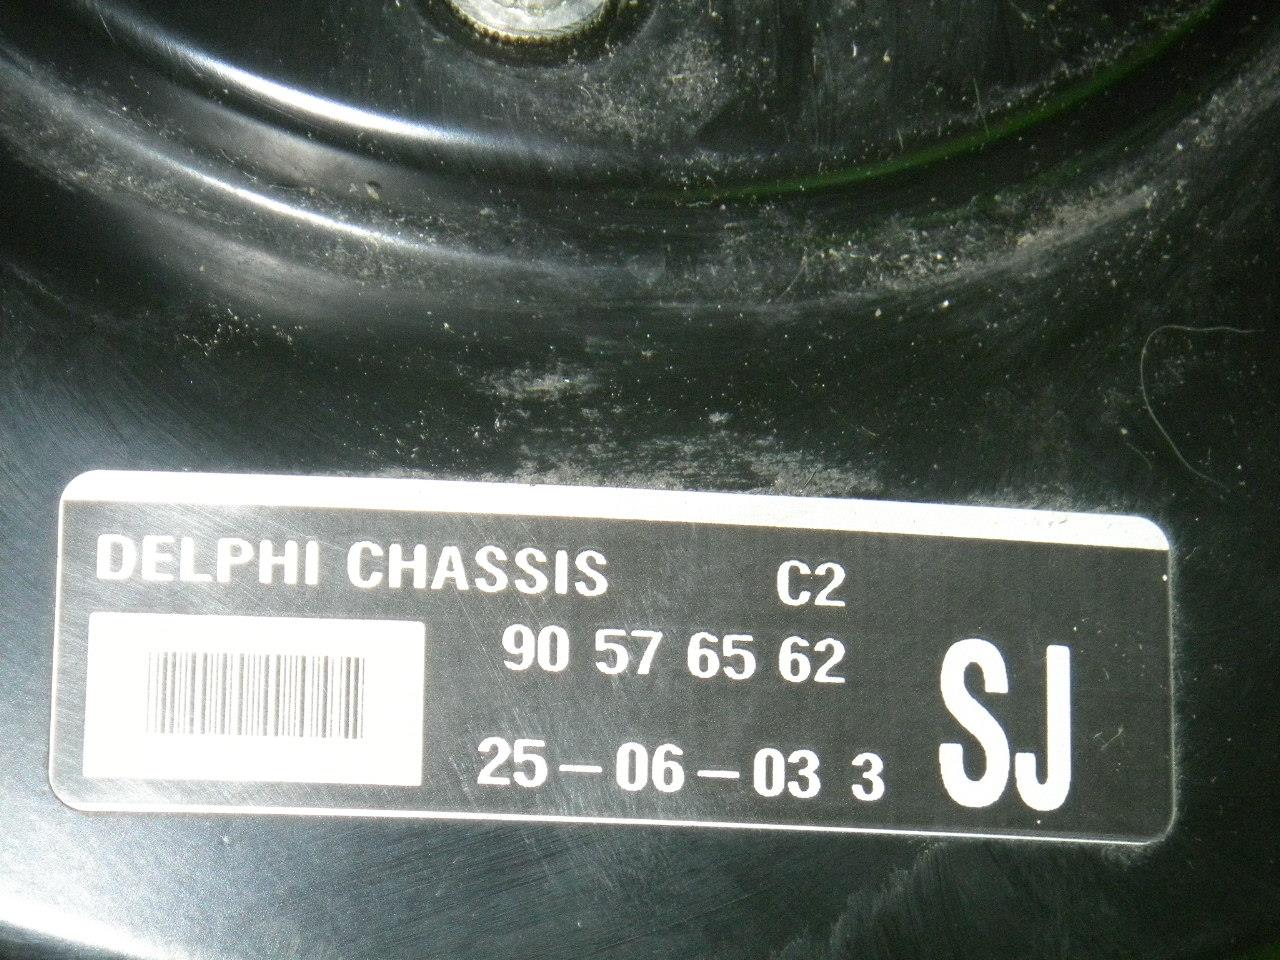 DELPHI CHASSIS C2
90 57 65 62
25-06-03 3
SJ